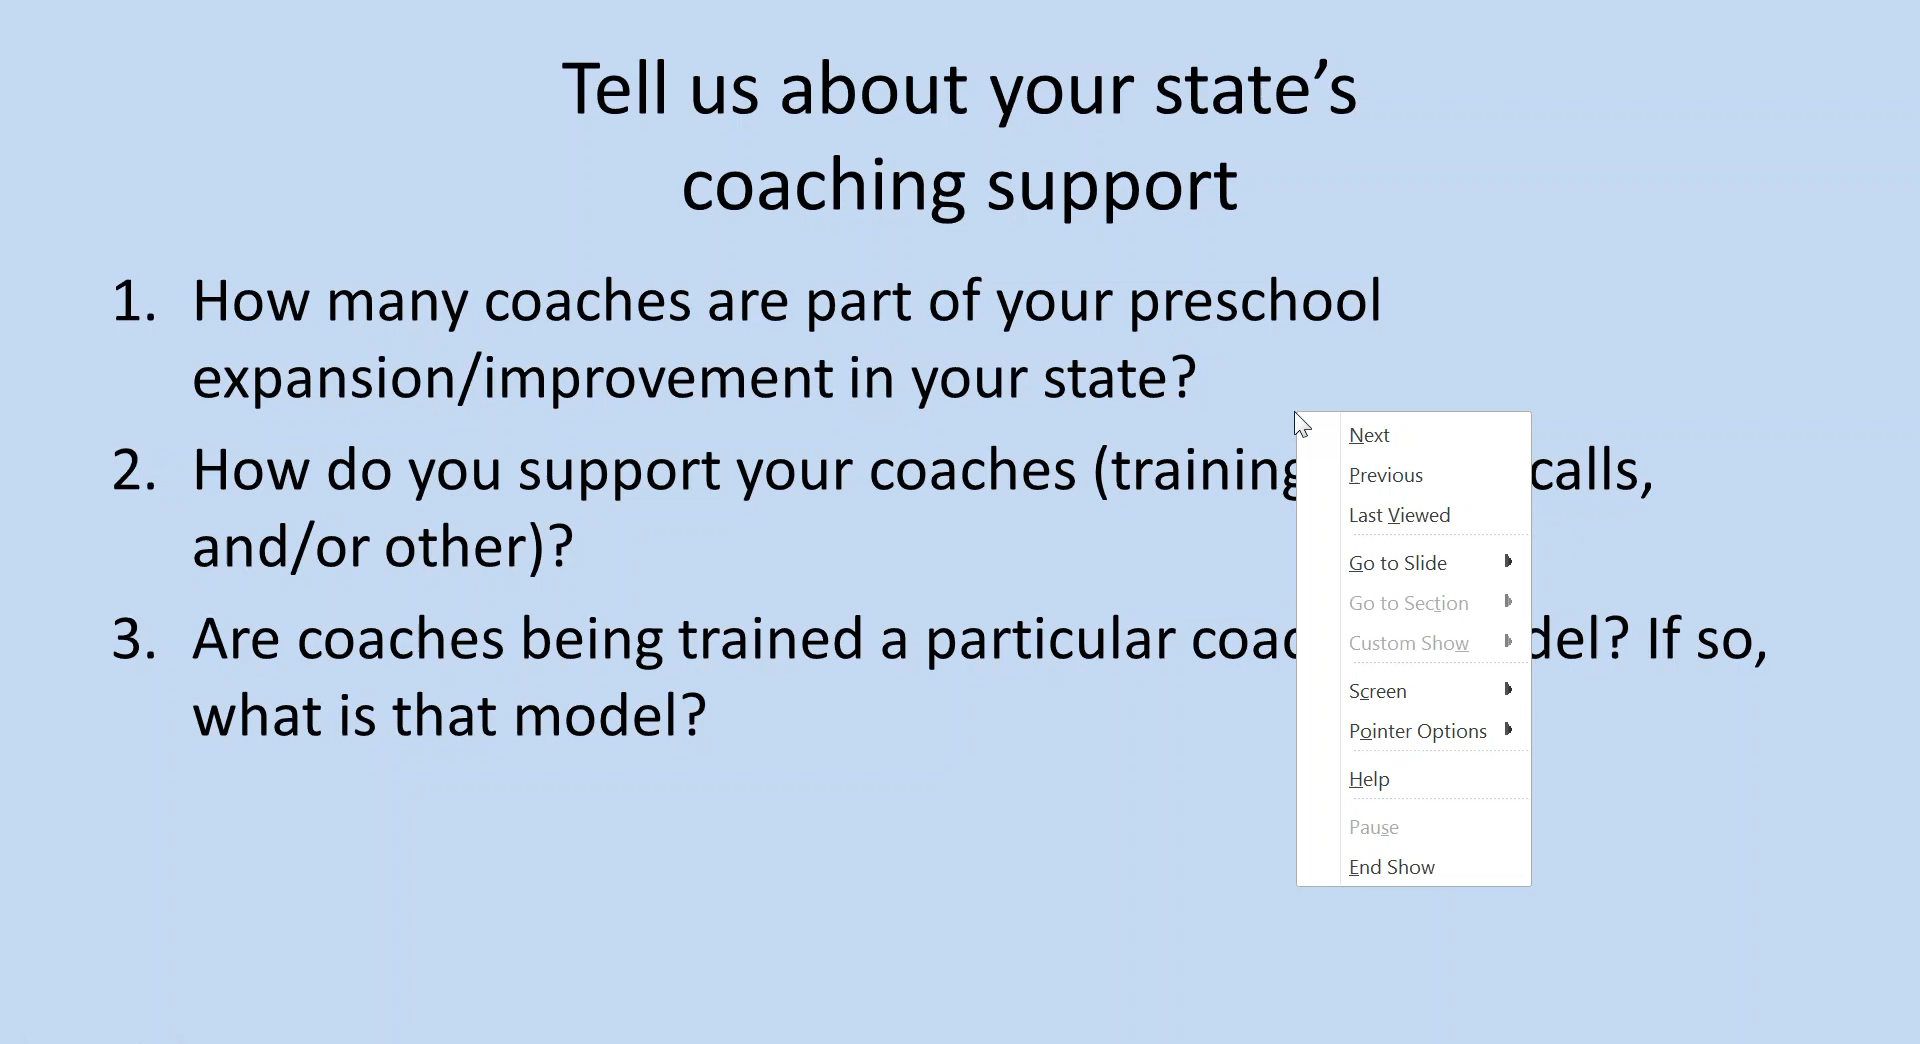 Tell us about your state’s
coaching support
1. How many coaches are part of your preschool
expansion/improvement in your state?
2. How do you support your coaches (training calls,
and/or other)?
3. Are coaches being trained a particular If so,
what is that model?
Next
Previous
Last Viewed
Go to Slide
Go to Section
Custom Show
Screen
Pointer Options
Help
Pause
End Show